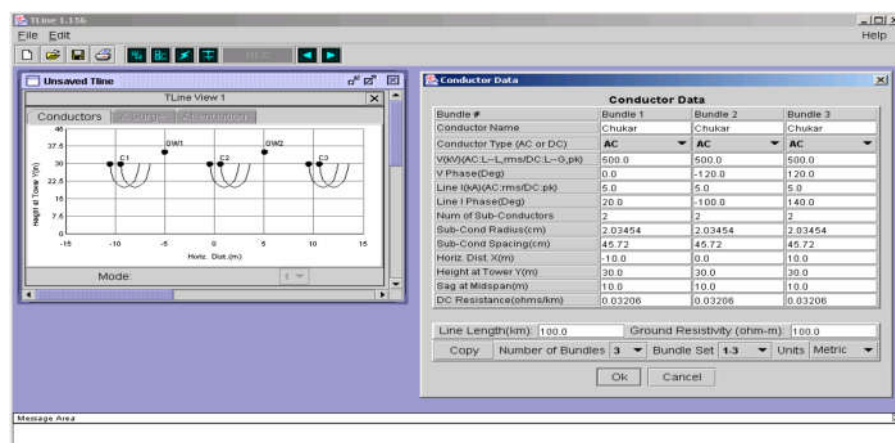 TLine 1.136
File Edit Help
Unsaved Tline
TLine View 1
Conductors
45
37.5
30
22.5
15
7.5
0
Height at Tower Y(m)
GW1 GW2
C1 C2 C3
-15 -10 -5 0 5 10 15
Horiz. Dist.(m)
Mode:
Conductor Data
Conductor Data
Bundle # Bundle 1 Bundle 2 Bundle 3
Conductor Name Chukar Chukar Chukar
Conductor Type (AC or DC) AC AC AC
V(kV)(AC:L--L,rms/DC:L--G,pk) 500.0 500.0 500.0
V Phase(Deg) 0.0 -120.0 120.0
Line I(kA)(AC:rms/DC:pk) 5.0 5.0 5.0
Line I Phase(Deg) 20.0 -100.0 140.0
Num of Sub-Conductors 2 2 2
Sub-Cond Radius(cm) 2.03454 2.03454 2.03454
Sub-Cond Spacing(cm) 45.72 45.72 45.72
Horiz. Dist. X(m) -10.0 0.0 10.0
Height at Tower Y(m) 30.0 30.0 30.0
Sag at Midspan(m) 10.0 10.0 10.0
DC Resistance(ohms/km) 0.03206 0.03206 0.03206
Line Length(km): 100.0 Ground Resistivity (ohm-m): 100.0
Copy Number of Bundles 3 Bundle Set 1-3 Units Metric
Ok Cancel
Message Area